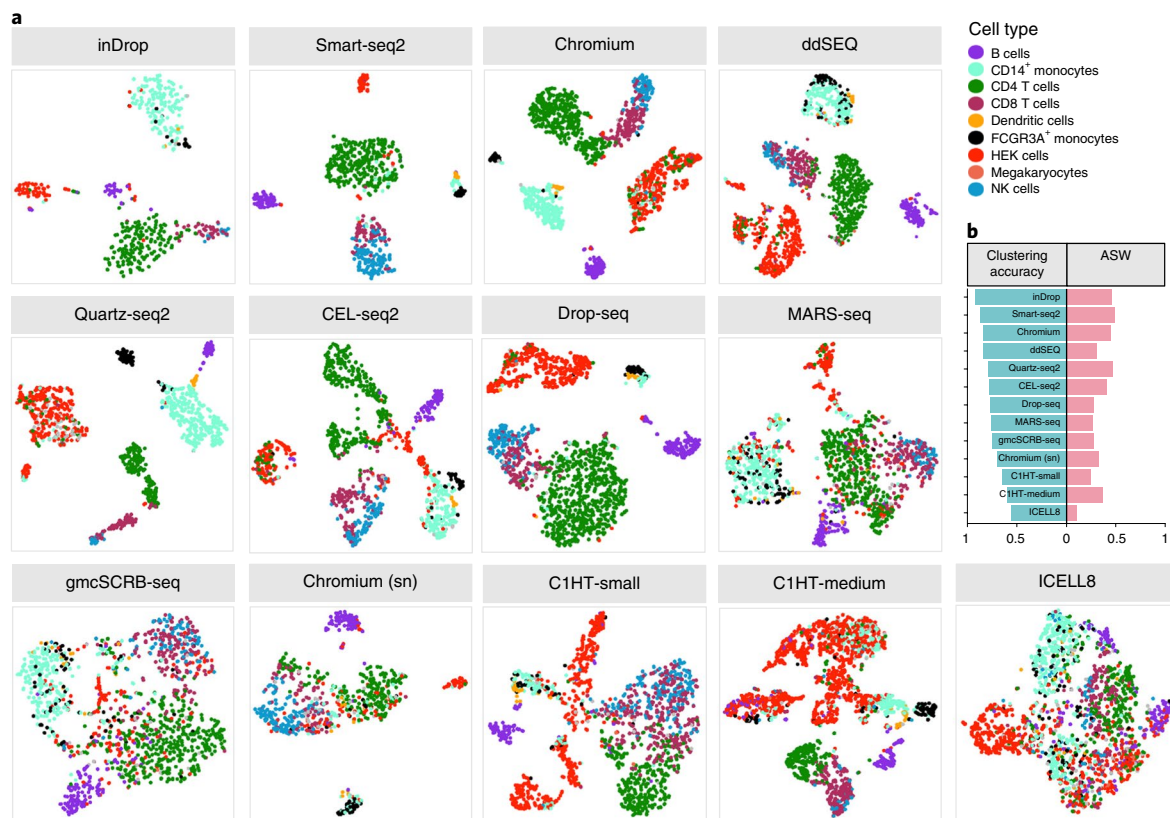 a
inDrop
Smart-seq2
Chromium
ddSEQ
Cell type
B cells
CD14+ monocytes
CD4 T cells
CD8 T cells
Dendritic cells
FCGR3A+ monocytes
HEK cells
Megakaryocytes
NK cells
b
Clustering accuracy
ASW
inDrop
Smart-seq2
Chromium
ddSEQ
Quartz-seq2
CEL-seq2
Drop-seq
MARS-seq
gmcSCRB-seq
Chromium (sn)
C1HT-small
C1HT-medium
ICELL8
1 0.5 0 0.5 1
Quartz-seq2
CEL-seq2
Drop-seq
MARS-seq
gmcSCRB-seq
Chromium (sn)
C1HT-small
C1HT-medium
ICELL8